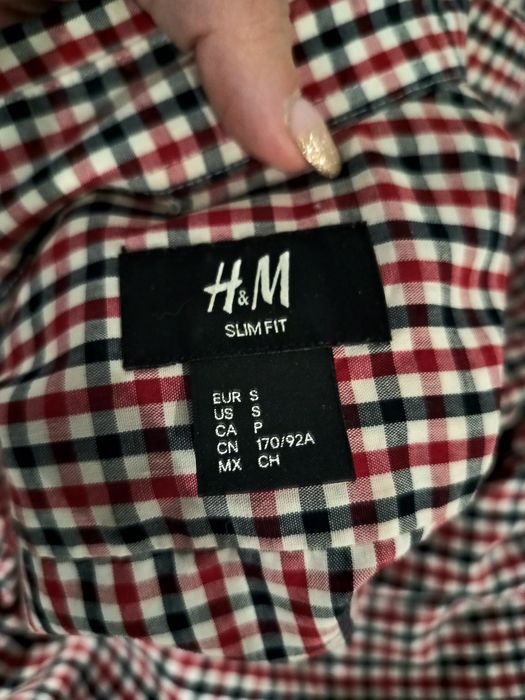 H&M
SLIM FIT
EUR S
US S
CA P
CN 170/92A
MX CH